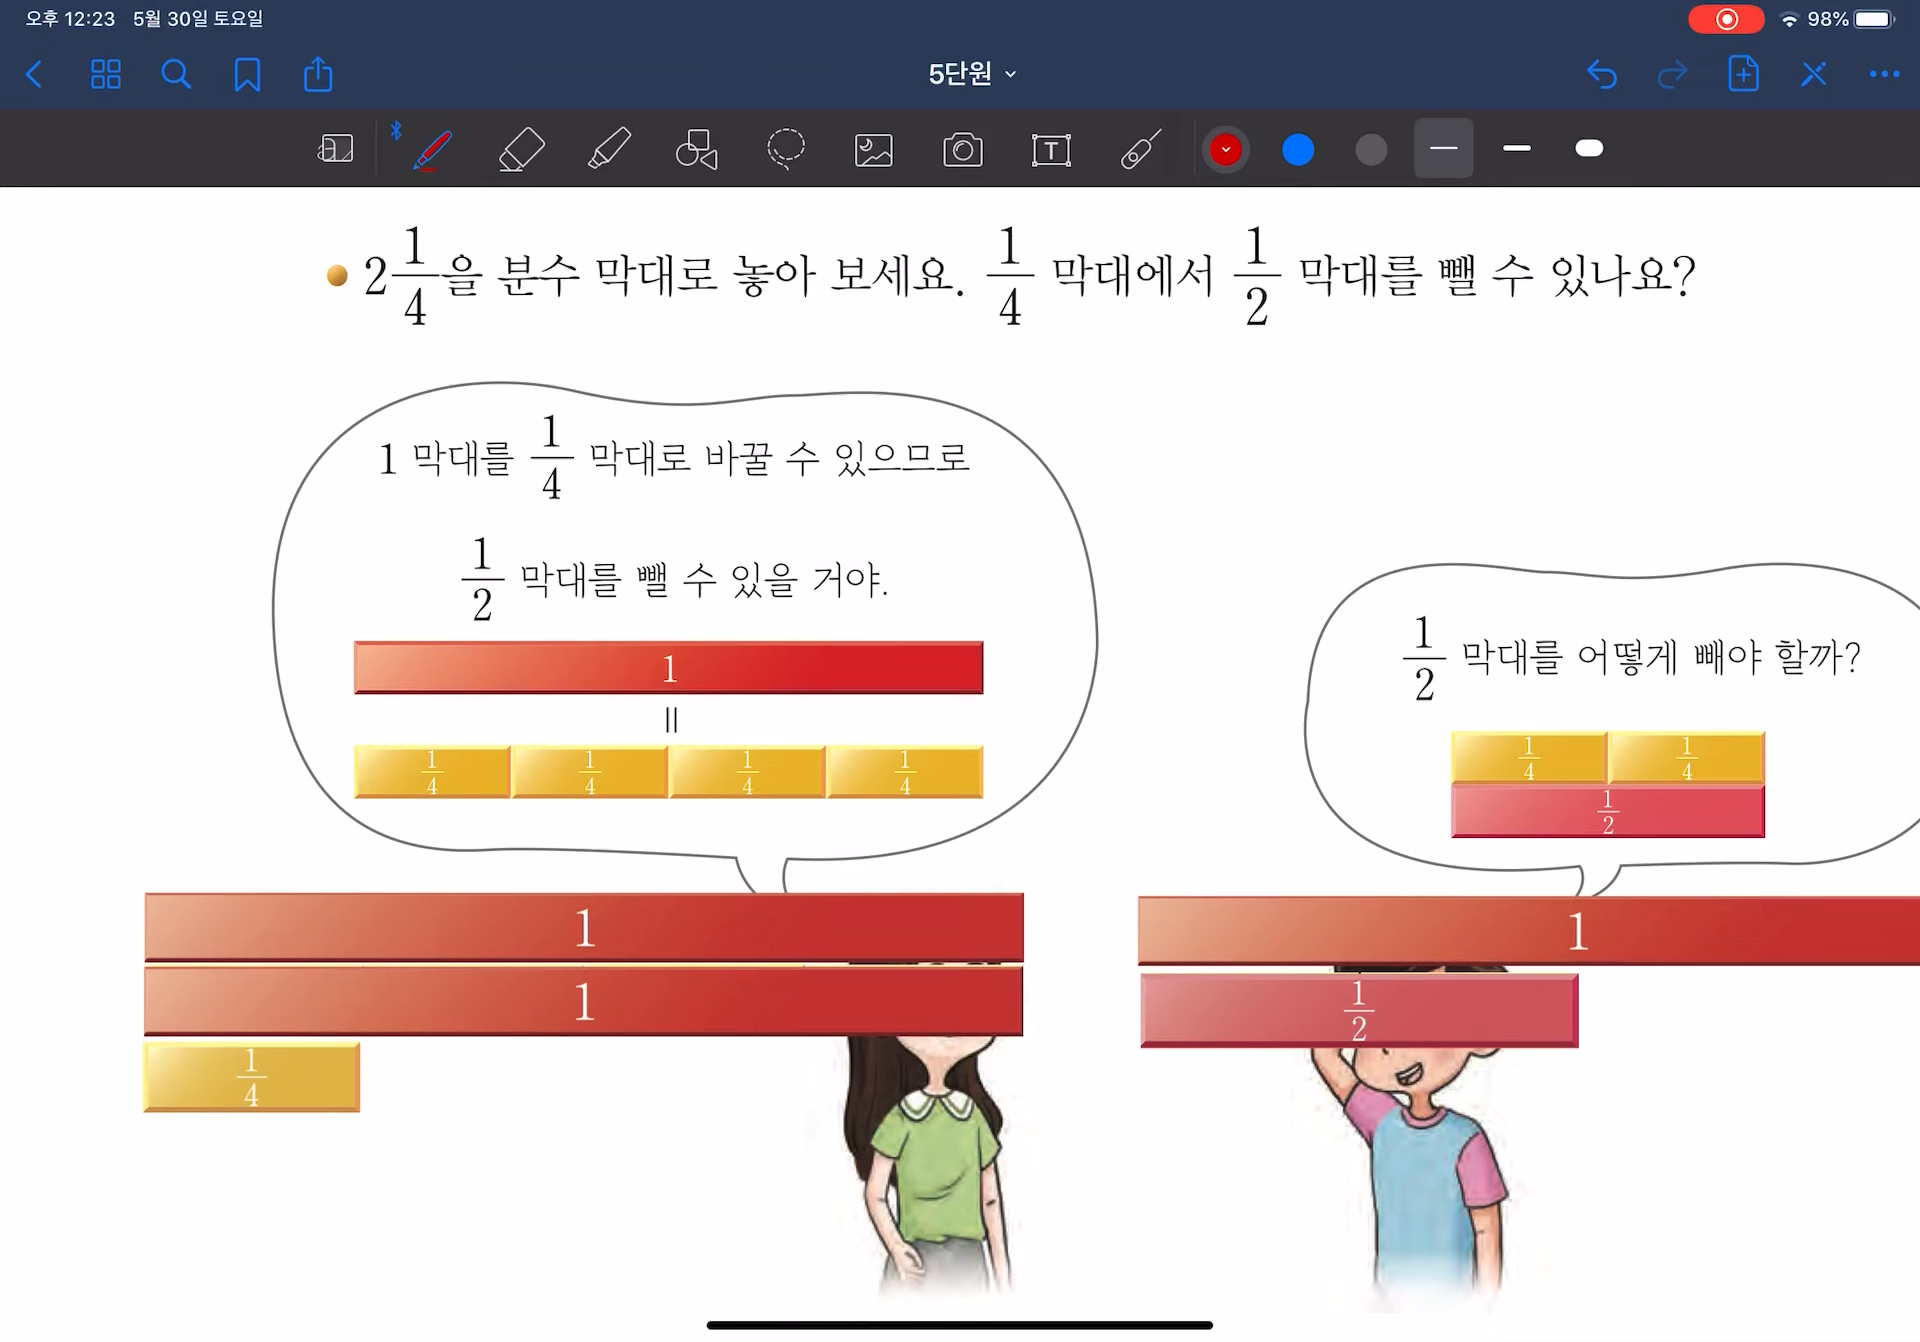 오후 12:23 5월 30일 토요일
98%
5단원
T
2 1/4을 분수 막대로 놓아 보세요. 1/4 막대에서 1/2 막대를 뺄 수 있나요?
1 막대를 1/4 막대로 바꿀 수 있으므로
1/2 막대를 뺄 수 있을 거야.
1
=
1/4 1/4 1/4 1/4
1/2 막대를 어떻게 빼야 할까?
1/4 1/4
1/2
1
1
1/4
1
1/2